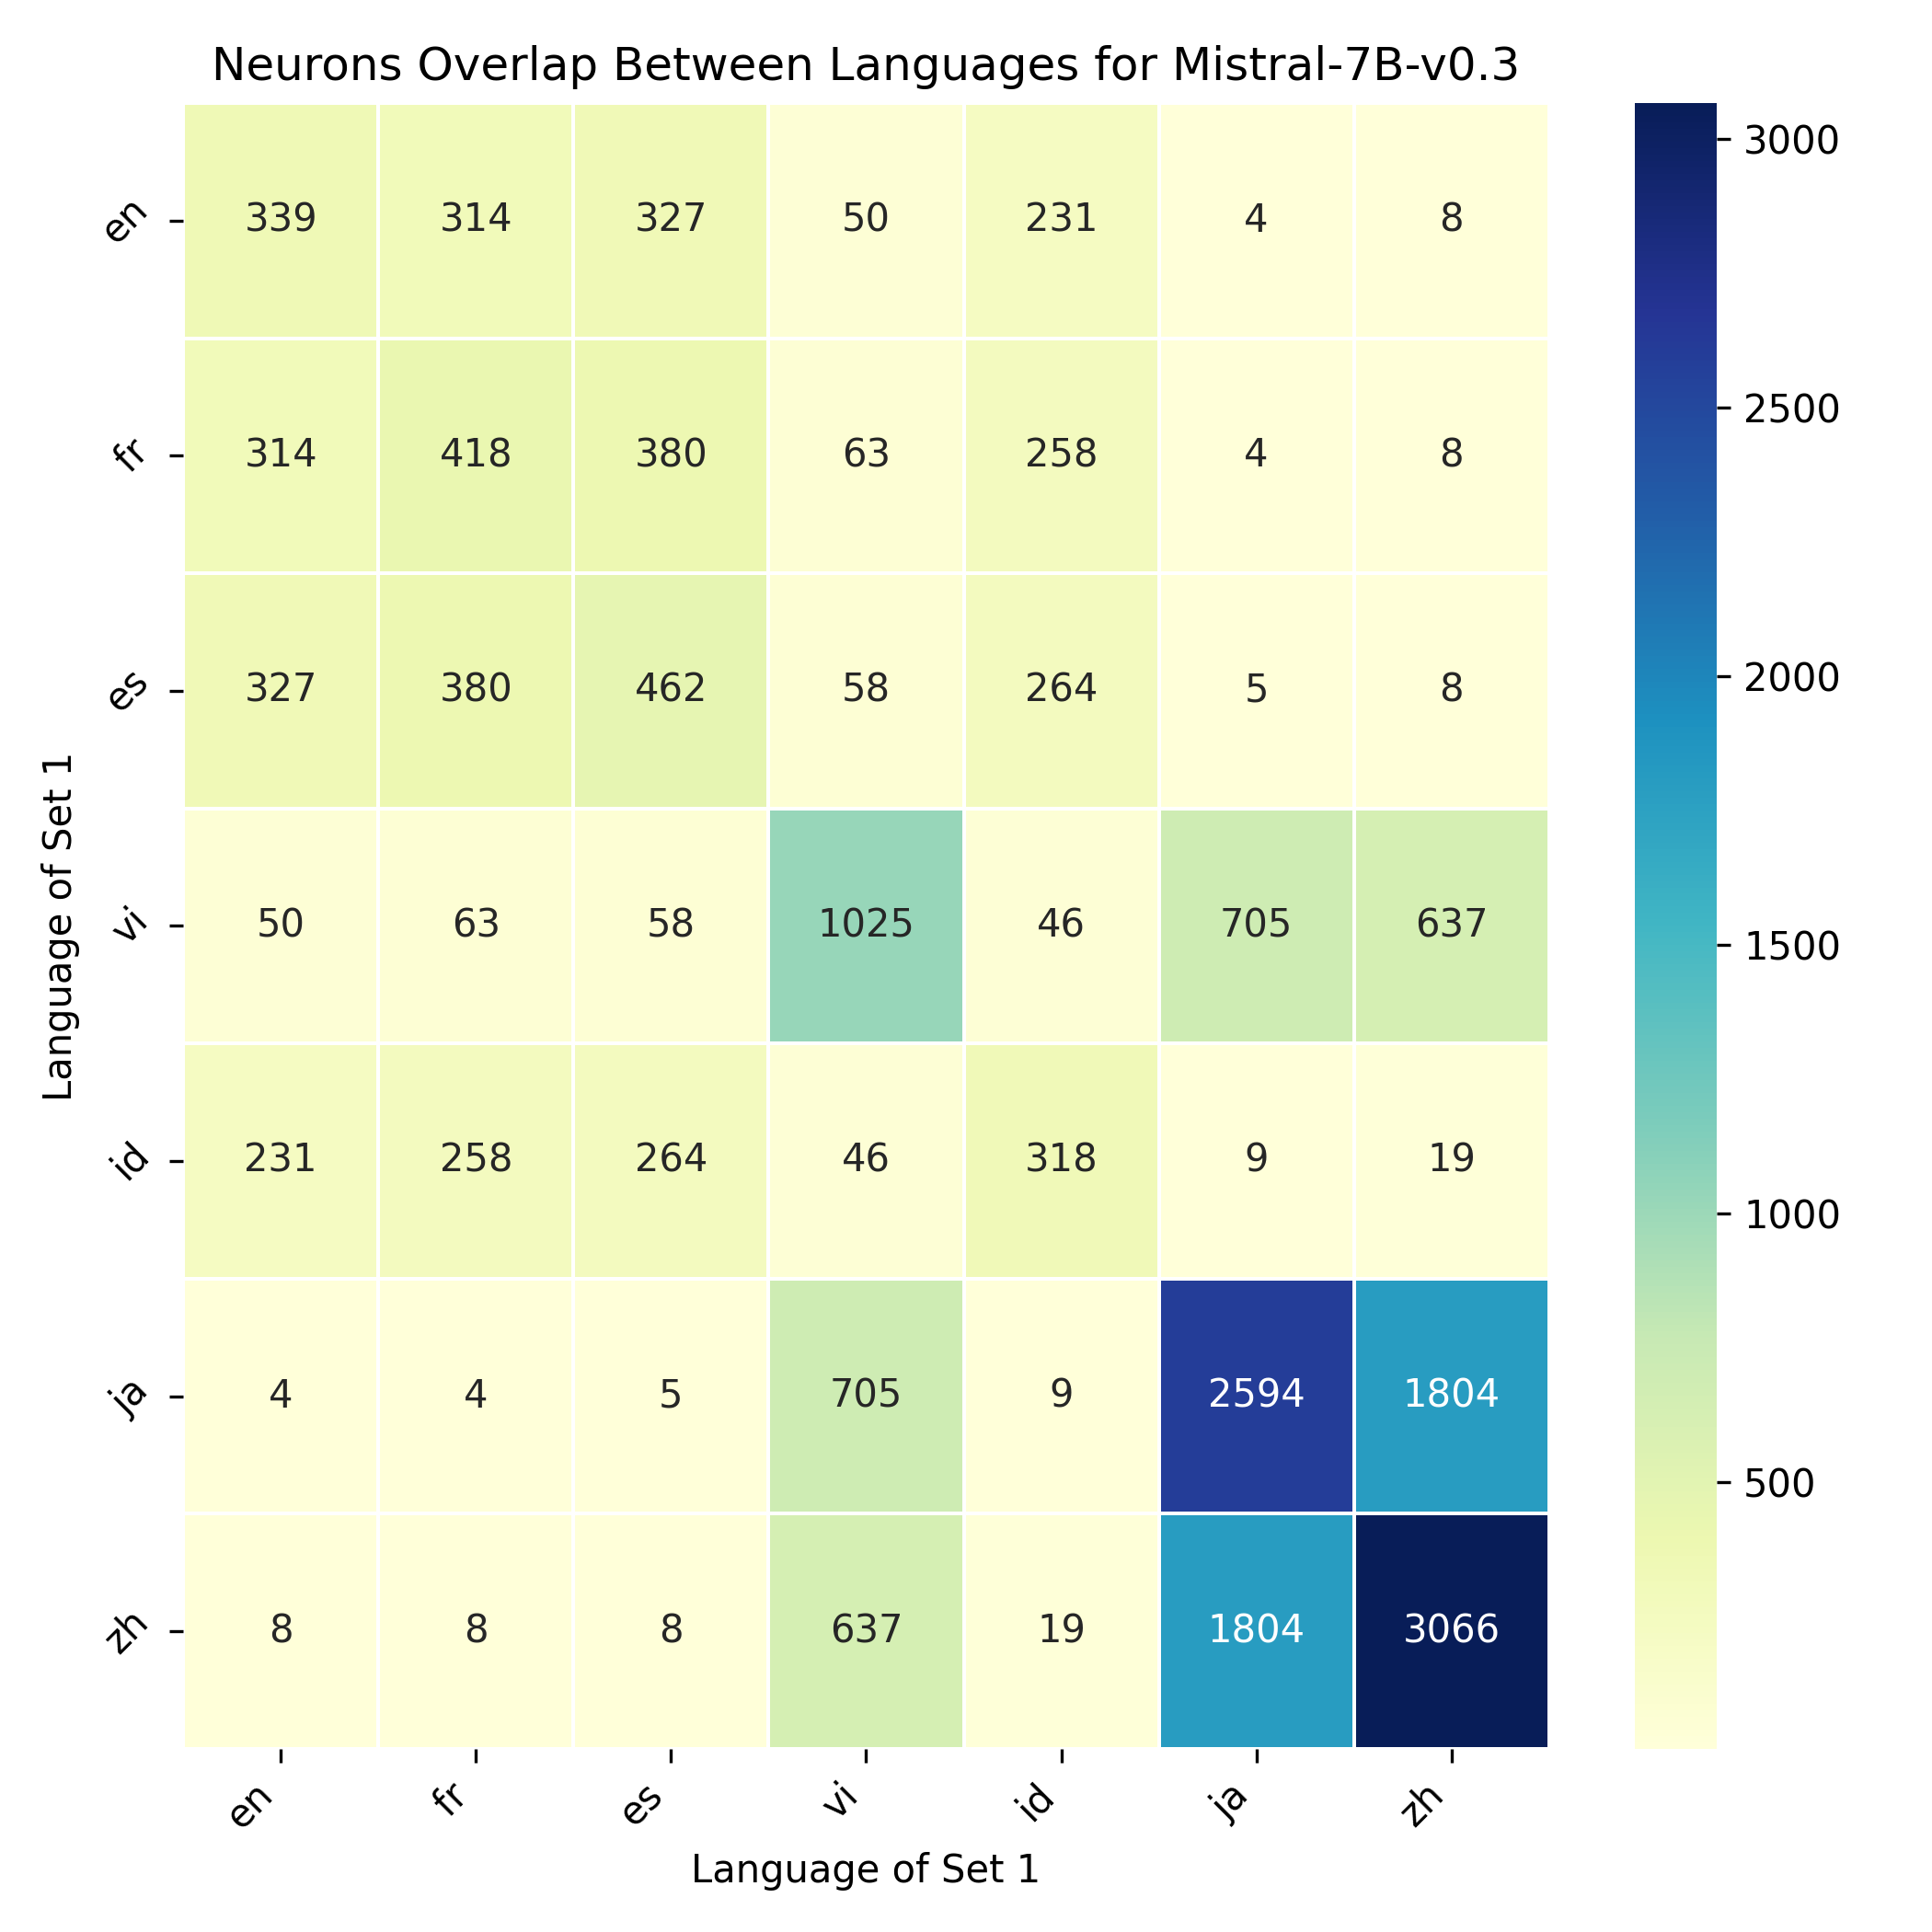 Neurons Overlap Between Languages for Mistral-7B-v0.3
en 339 314 327 50 231 4 8
fr 314 418 380 63 258 4 8
es 327 380 462 58 264 5 8
vi 50 63 58 1025 46 705 637
id 231 258 264 46 318 9 19
ja 4 4 5 705 9 2594 1804
zh 8 8 8 637 19 1804 3066
en fr es vi id ja zh
Language of Set 1
Language of Set 1
3000
2500
2000
1500
1000
500